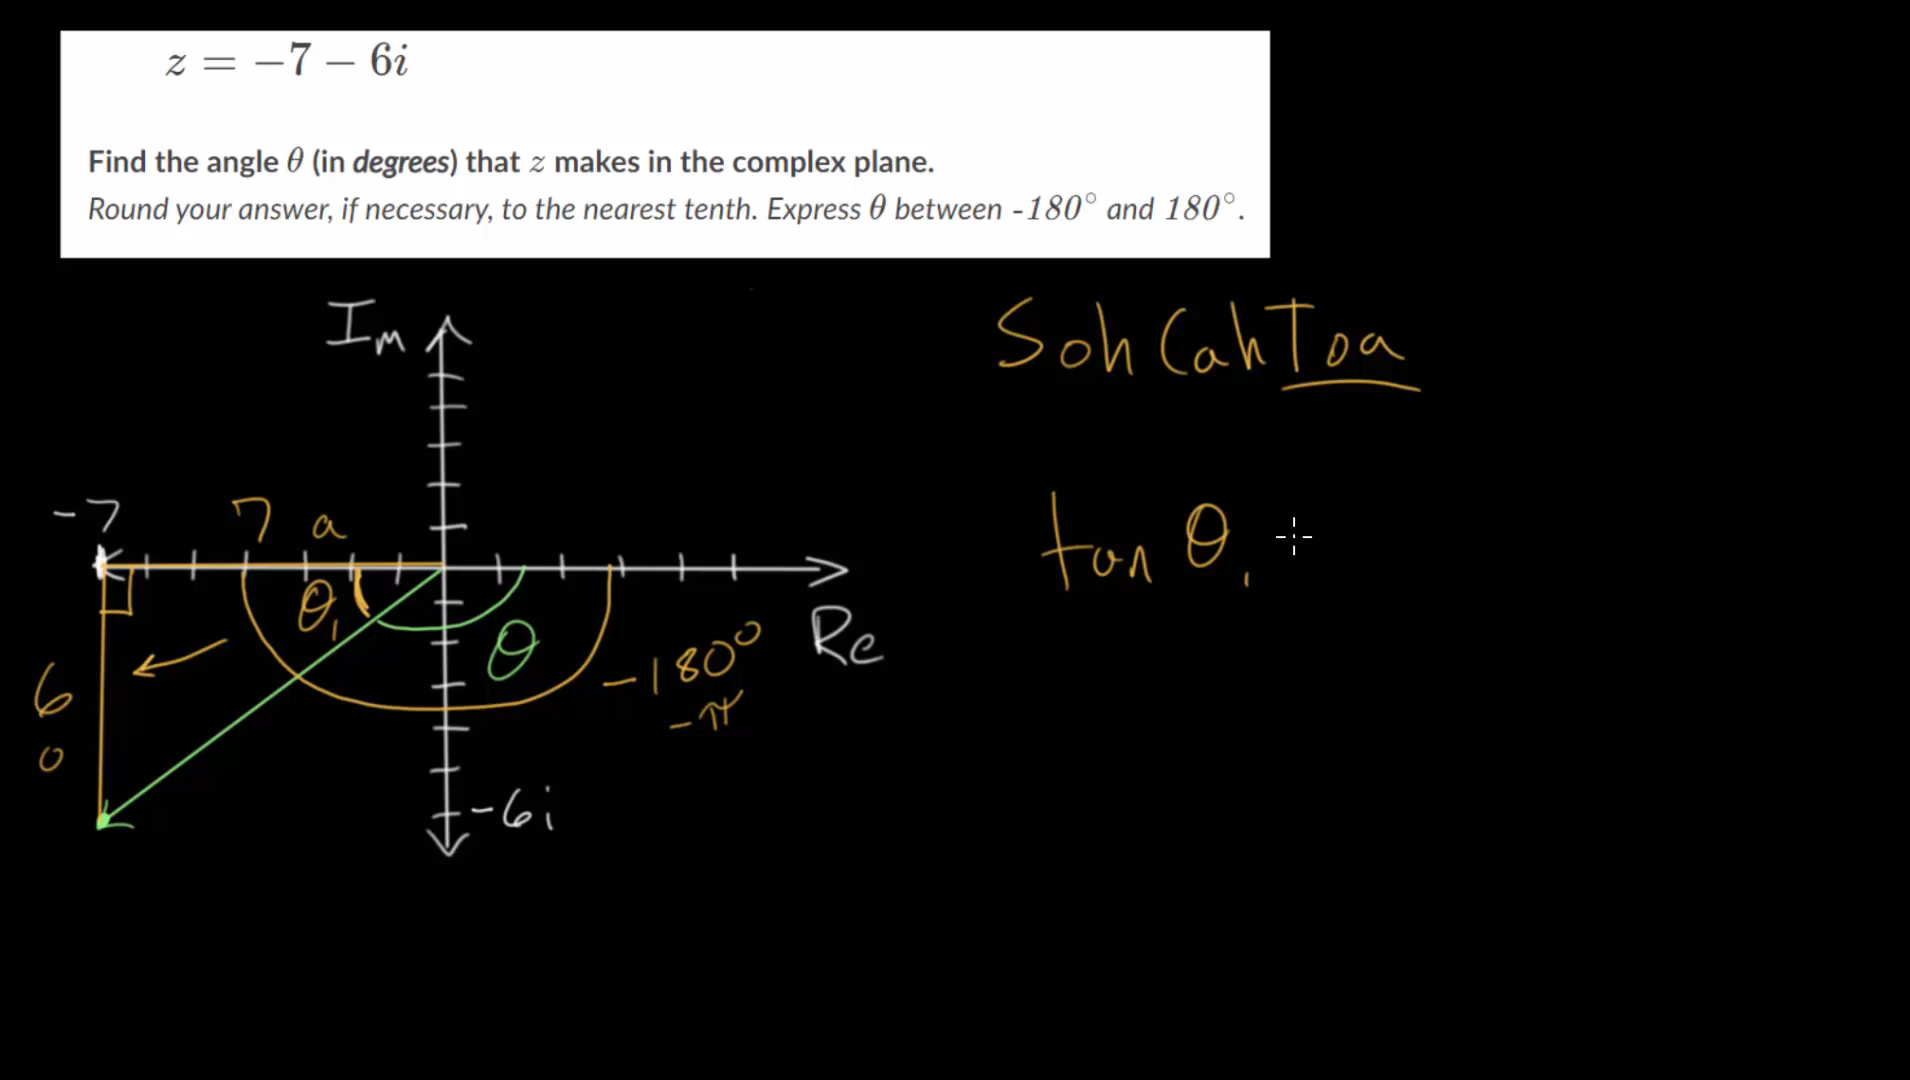 z = −7 − 6i
Find the angle θ (in degrees) that z makes in the complex plane.
Round your answer, if necessary, to the nearest tenth. Express θ between -180° and 180°.
Im
SohCahToa
-7
7 a
tan θ₁
θ₁
θ
Re
-180°
-π
6
o
-6i